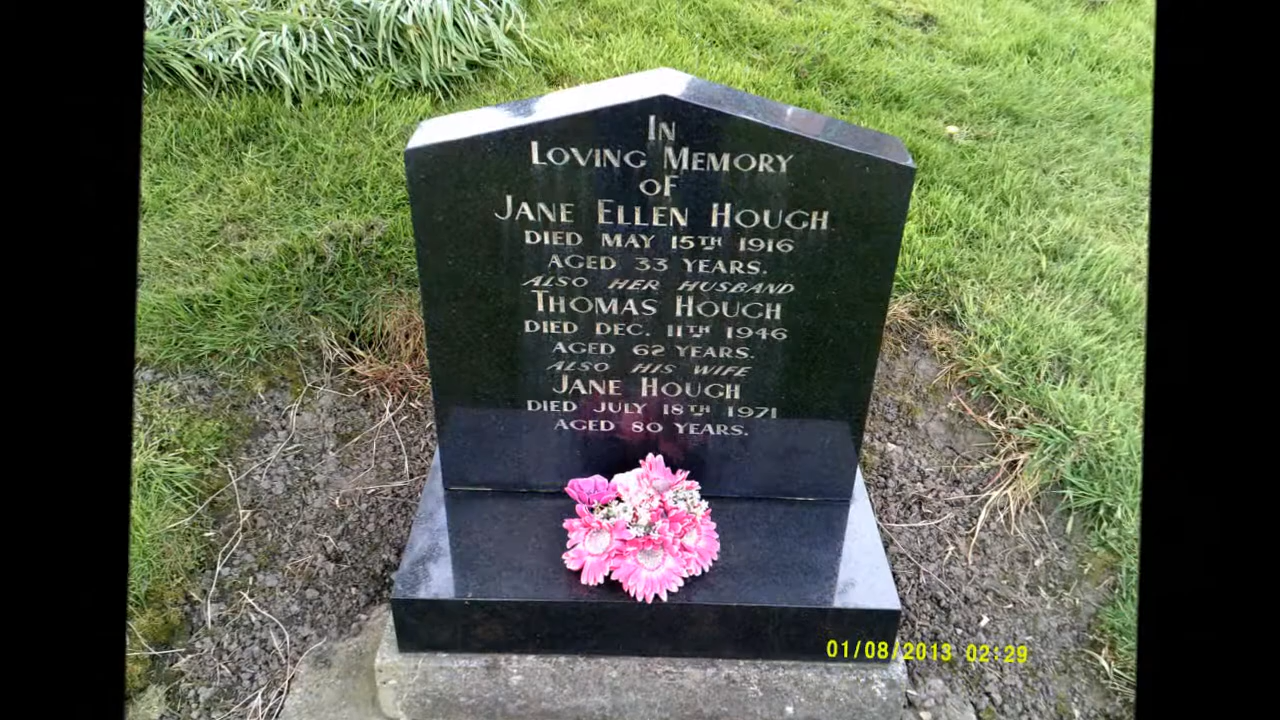 IN
LOVING MEMORY
OF
JANE ELLEN HOUGH
DIED MAY 15TH 1916
AGED 33 YEARS.
ALSO HER HUSBAND
THOMAS HOUGH
DIED DEC. 11TH 1946
AGED 62 YEARS.
ALSO HIS WIFE
JANE HOUGH
DIED JULY 18TH 1971
AGED 80 YEARS.
01/08/2013 02:29